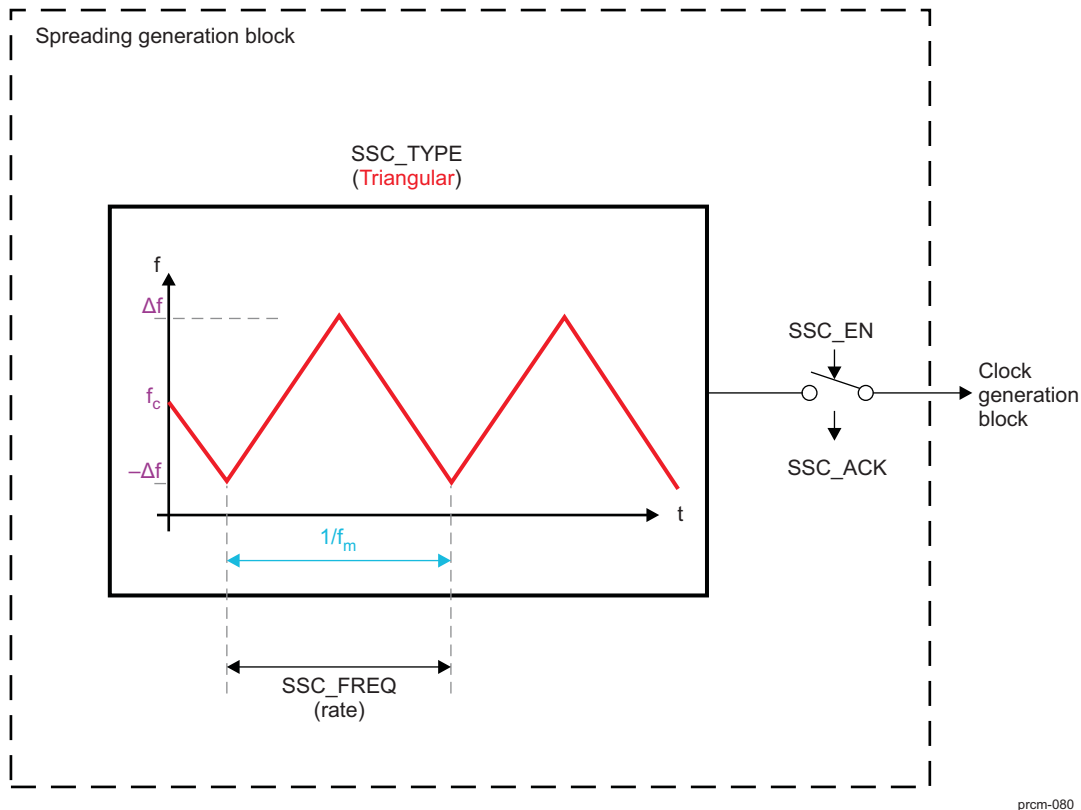 Spreading generation block
SSC_TYPE
(Triangular)
f
Δf
fc
–Δf
t
1/fm
SSC_FREQ
(rate)
SSC_EN
SSC_ACK
Clock
generation
block
prcm-080